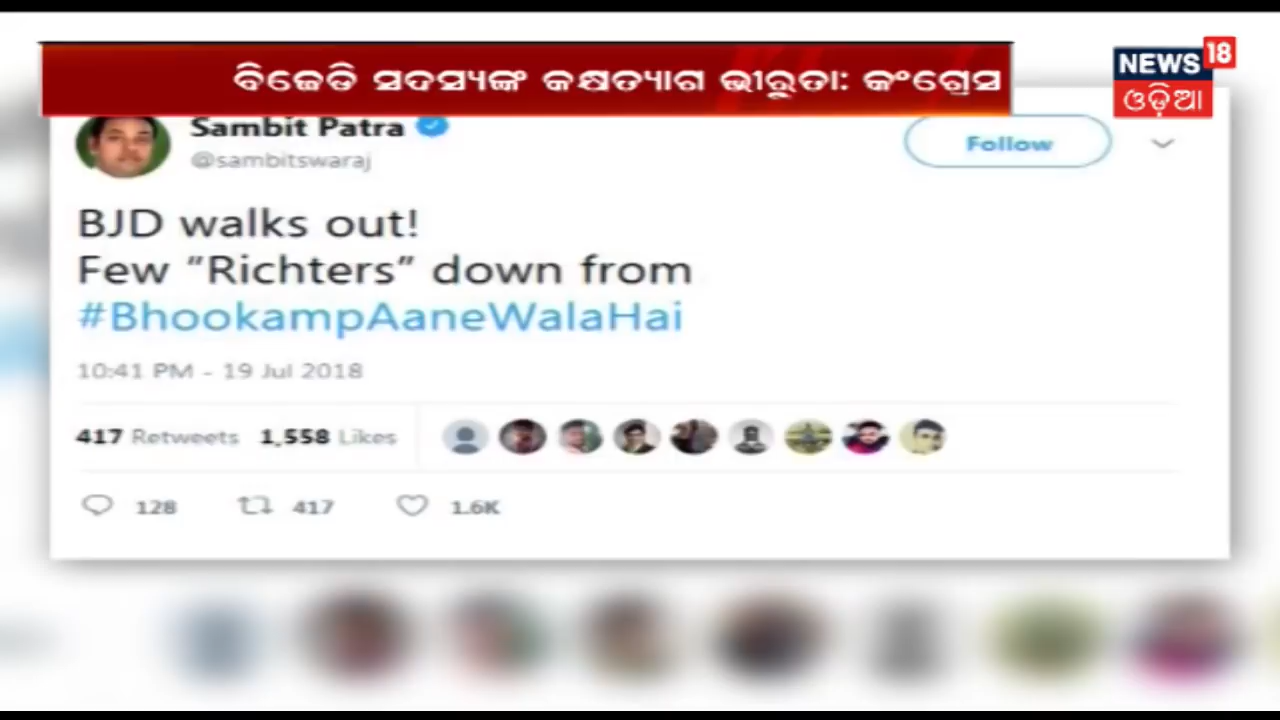 ବିଜେଡି ସଦସ୍ୟଙ୍କ କକ୍ଷତ୍ୟାଗ ଭୀରୁତା: କଂଗ୍ରେସ
NEWS 18
ଓଡ଼ିଆ
Sambit Patra
@sambitswaraj
Follow
BJD walks out!
Few “Richters” down from
#BhookampAaneWalaHai
10:41 PM - 19 Jul 2018
417 Retweets 1,558 Likes
128 417 1.6K